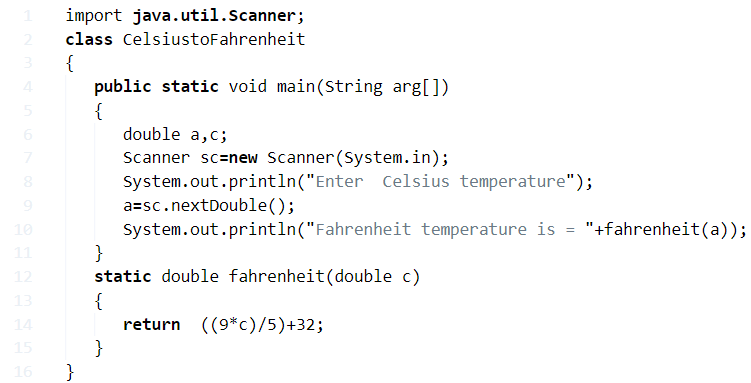 1 import java.util.Scanner;
2 class CelsiustoFahrenheit
3 {
4 public static void main(String arg[])
5 {
6 double a,c;
7 Scanner sc=new Scanner(System.in);
8 System.out.println("Enter  Celsius temperature");
9 a=sc.nextDouble();
10 System.out.println("Fahrenheit temperature is = "+fahrenheit(a));
11 }
12 static double fahrenheit(double c)
13 {
14 return  ((9*c)/5)+32;
15 }
16 }